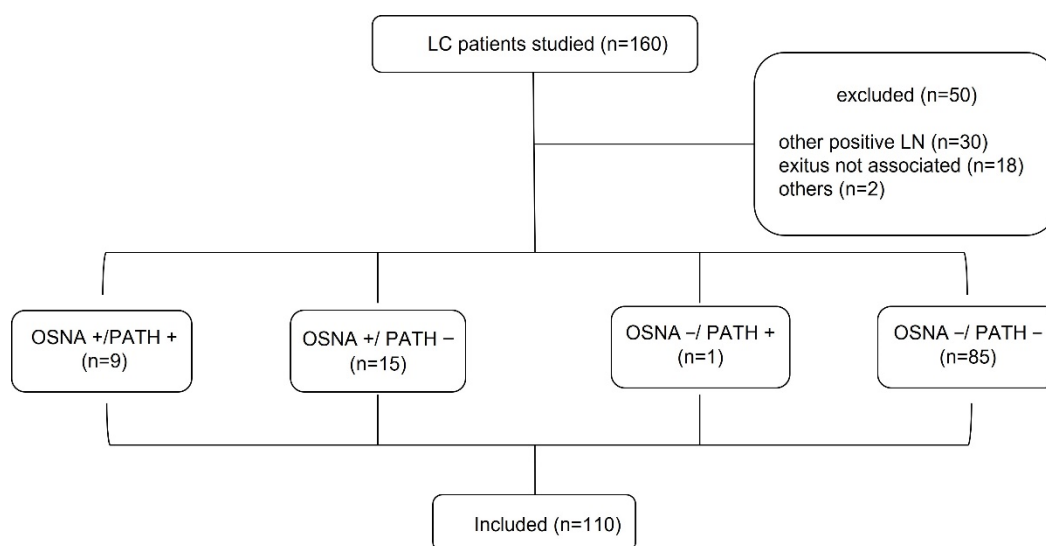 LC patients studied (n=160)
excluded (n=50)
other positive LN (n=30)
exitus not associated (n=18)
others (n=2)
OSNA +/PATH +
(n=9)
OSNA +/ PATH −
(n=15)
OSNA −/ PATH +
(n=1)
OSNA −/ PATH −
(n=85)
Included (n=110)